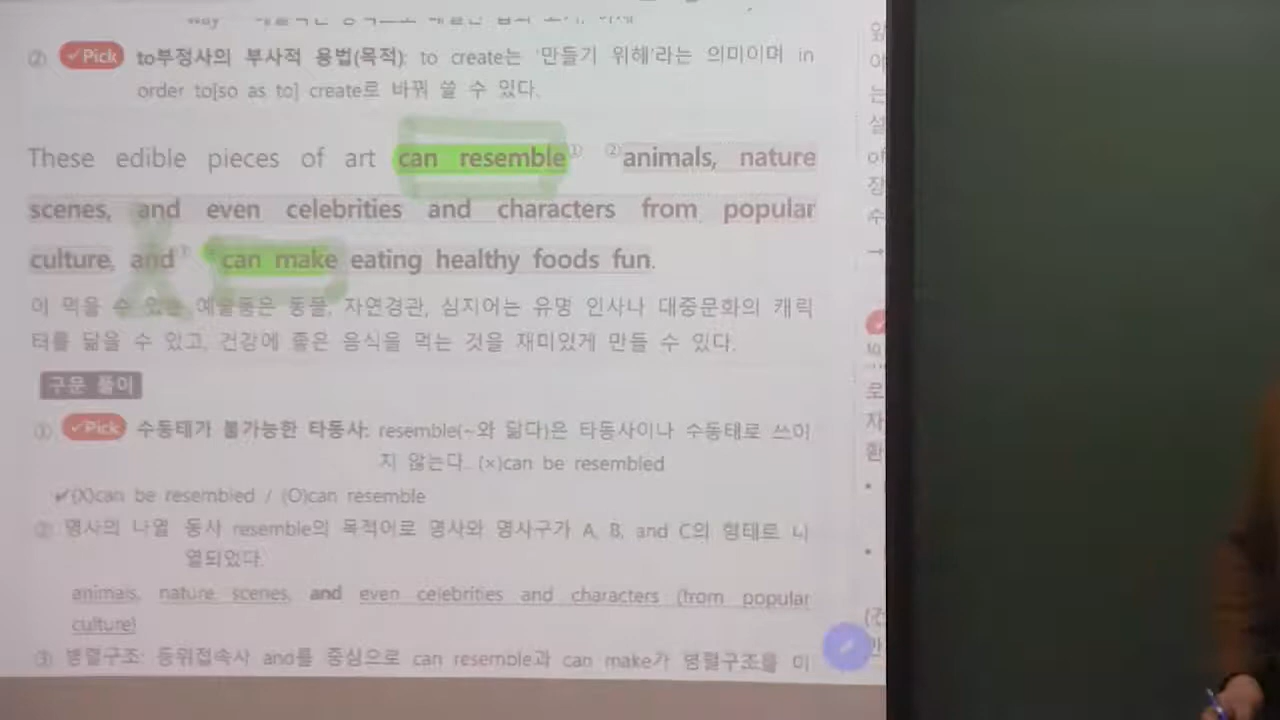 ② ✓Pick to부정사의 부사적 용법(목적): to create는 '만들기 위해'라는 의미이며 in
order to[so as to] create로 바꿔 쓸 수 있다.
These edible pieces of art can resemble① ②animals, nature
scenes, and even celebrities and characters from popular
culture, and③ can make eating healthy foods fun.
이 먹을 수 있는 예술품은 동물, 자연경관, 심지어는 유명 인사나 대중문화의 캐릭
터를 닮을 수 있고, 건강에 좋은 음식을 먹는 것을 재미있게 만들 수 있다.
구문 풀이
① ✓Pick 수동태가 불가능한 타동사: resemble(~와 닮다)은 타동사이나 수동태로 쓰이
지 않는다. (×)can be resembled
✔(X)can be resembled / (O)can resemble
② 명사의 나열 동사 resemble의 목적어로 명사와 명사구가 A, B, and C의 형태로 나
열되었다.
animals, nature scenes, and even celebrities and characters (from popular
culture)
③ 병렬구조: 등위접속사 and를 중심으로 can resemble과 can make가 병렬구조를 이